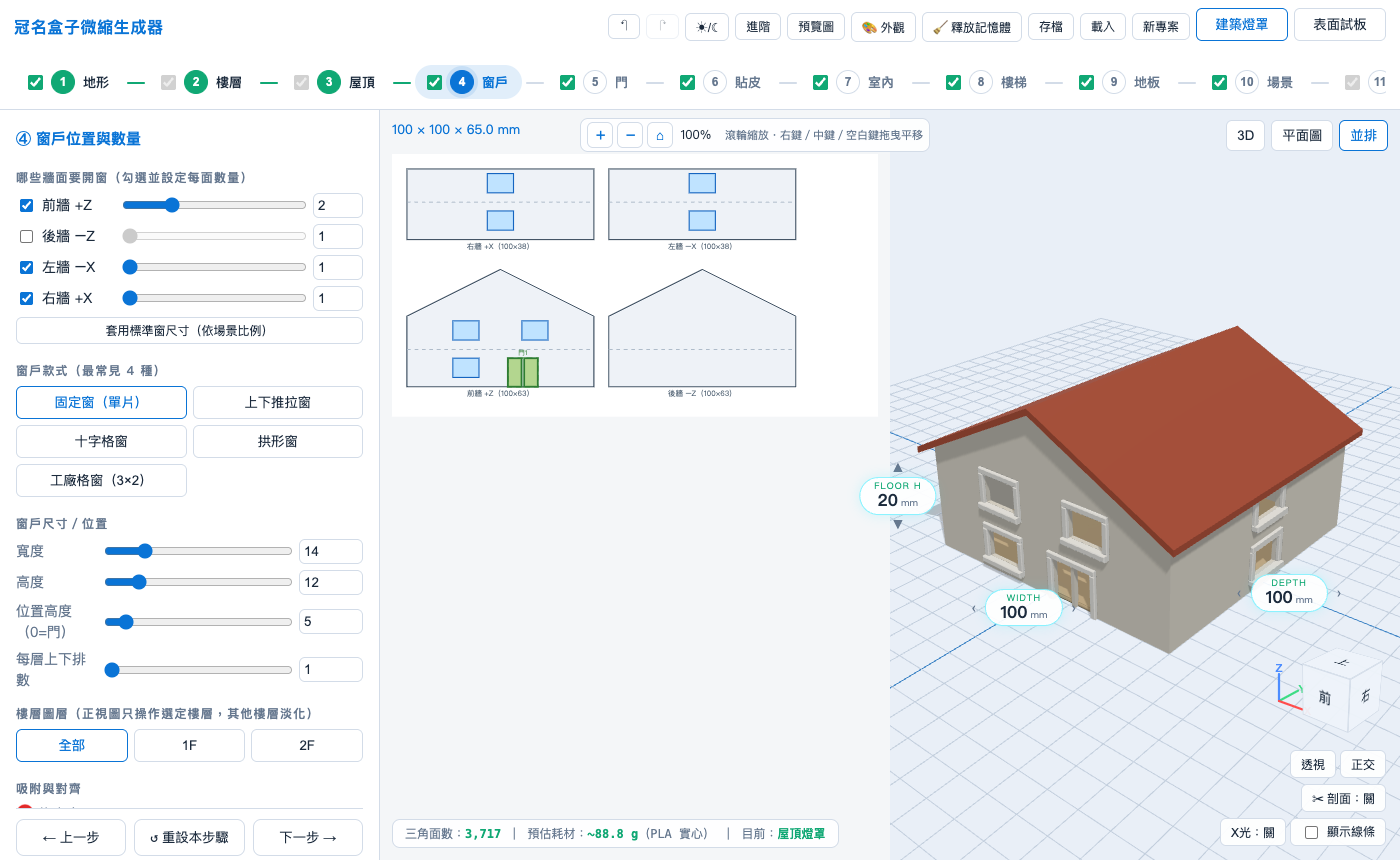 冠名盒子微縮生成器
☀/☾ 進階 預覽圖 🎨 外觀 🧹 釋放記憶體 存檔 載入 新專案 建築燈罩 表面試板
1 地形 2 樓層 3 屋頂 4 窗戶 5 門 6 貼皮 7 室內 8 樓梯 9 地板 10 場景 11
④ 窗戶位置與數量
哪些牆面要開窗（勾選並設定每面數量）
前牆 +Z 2
後牆 −Z 1
左牆 −X 1
右牆 +X 1
套用標準窗尺寸（依場景比例）
窗戶款式（最常見 4 種）
固定窗（單片） 上下推拉窗
十字格窗 拱形窗
工廠格窗（3×2）
窗戶尺寸 / 位置
寬度 14
高度 12
位置高度
（0=門） 5
每層上下排
數 1
樓層圖層（正視圖只操作選定樓層，其他樓層淡化）
全部 1F 2F
吸附與對齊
← 上一步 ↺ 重設本步驟 下一步 →
100 × 100 × 65.0 mm
+ − ⌂ 100% 滾輪縮放 · 右鍵 / 中鍵 / 空白鍵拖曳平移
3D 平面圖 並排
右牆 +X（100×38） 左牆 −X（100×38）
門1
前牆 +Z（100×63） 後牆 −Z（100×63）
FLOOR H
20 mm
WIDTH
100 mm
DEPTH
100 mm
Z
上
前 右
透視 正交
✂ 剖面：關
X光：關 顯示線條
三角面數：3,717 | 預估耗材：~88.8 g (PLA 實心) | 目前：屋頂燈罩